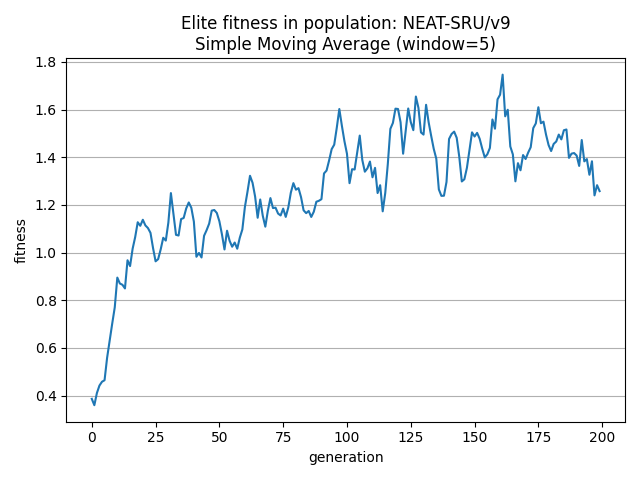 Elite fitness in population: NEAT-SRU/v9
Simple Moving Average (window=5)
1.8
1.6
1.4
1.2
1.0
0.8
0.6
0.4
fitness
0 25 50 75 100 125 150 175 200
generation